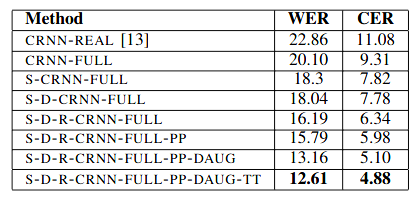 Method WER CER
CRNN-REAL [13] 22.86 11.08
CRNN-FULL 20.10 9.31
S-CRNN-FULL 18.3 7.82
S-D-CRNN-FULL 18.04 7.78
S-D-R-CRNN-FULL 16.19 6.34
S-D-R-CRNN-FULL-PP 15.79 5.98
S-D-R-CRNN-FULL-PP-DAUG 13.16 5.10
S-D-R-CRNN-FULL-PP-DAUG-TT 12.61 4.88